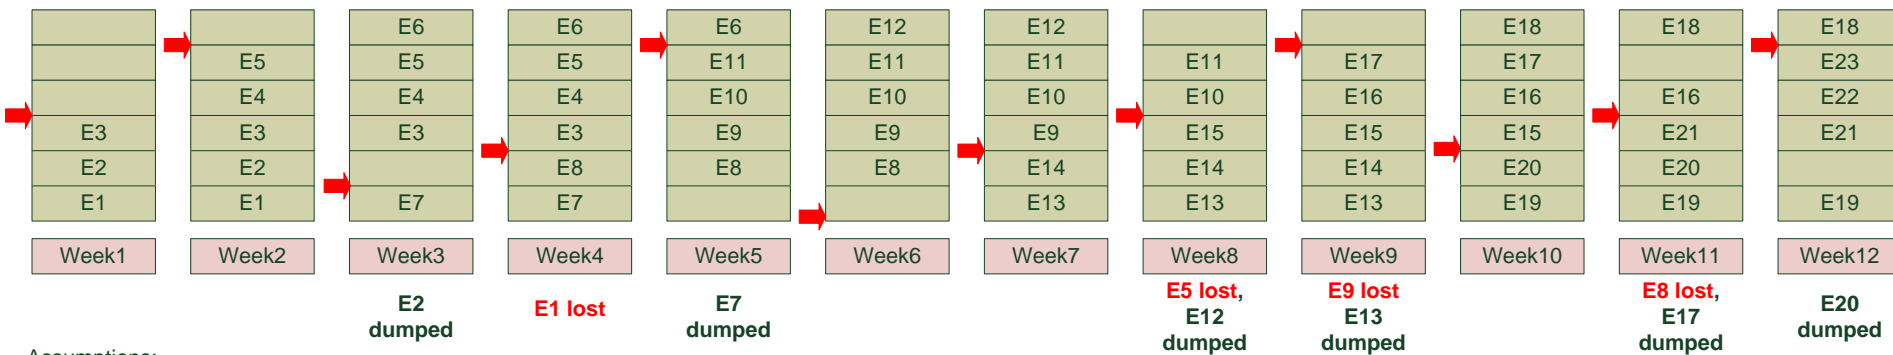 E3
E2
E1
Week1
E5
E4
E3
E2
E1
Week2
E6
E5
E4
E3
E7
Week3
E2
dumped
E6
E5
E4
E3
E8
E7
Week4
E1 lost
E6
E11
E10
E9
E8
Week5
E7
dumped
E12
E11
E10
E9
E8
Week6
E12
E11
E10
E9
E14
E13
Week7
E11
E10
E15
E14
E13
Week8
E5 lost,
E12
dumped
E17
E16
E15
E14
E13
Week9
E9 lost
E13
dumped
E18
E17
E16
E15
E20
E19
Week10
E18
E16
E21
E20
E19
Week11
E8 lost,
E17
dumped
E18
E23
E22
E21
E19
Week12
E20
dumped
Assumptions: